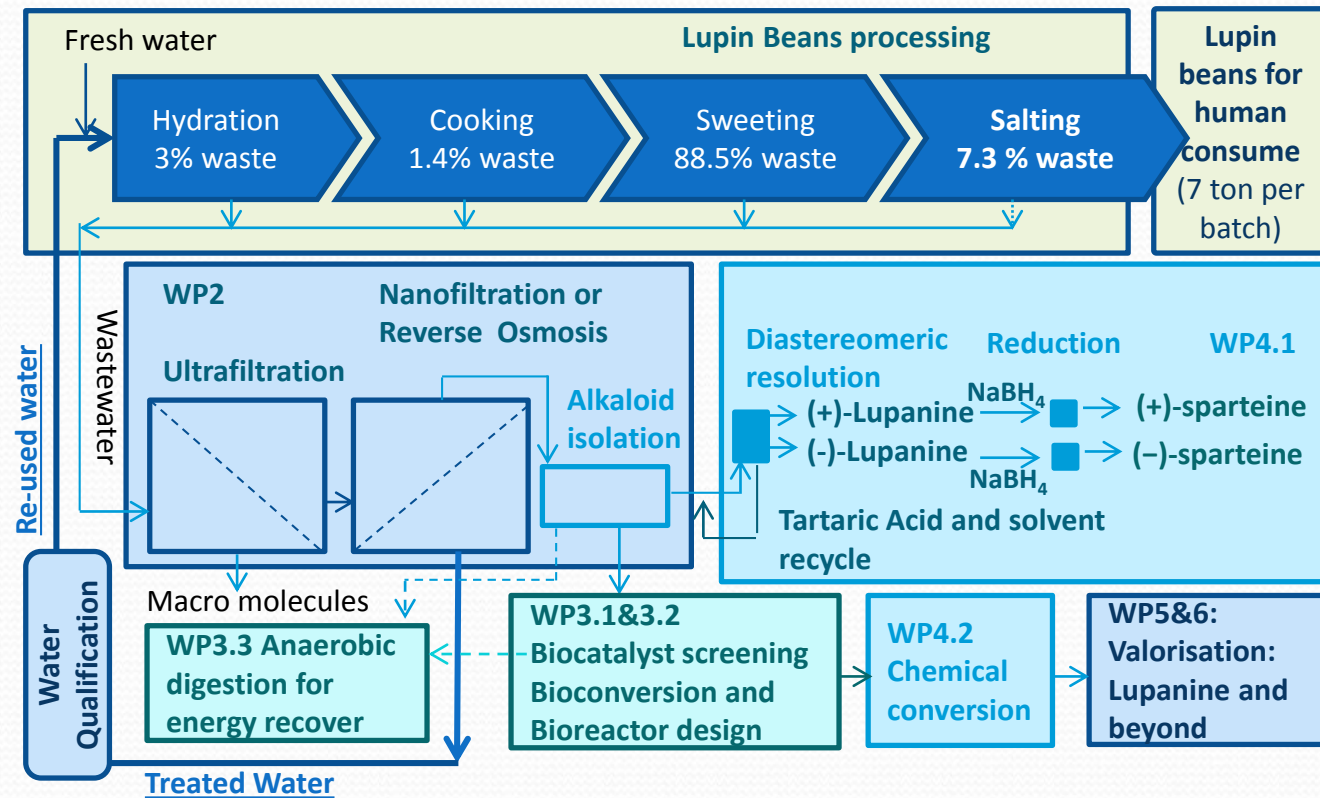 Fresh water
Lupin Beans processing
Hydration
3% waste
Cooking
1.4% waste
Sweeting
88.5% waste
Salting
7.3 % waste
Lupin
beans for
human
consume
(7 ton per
batch)
WP2
Nanofiltration or
Reverse Osmosis
Ultrafiltration
Alkaloid
isolation
Wastewater
Re-used water
Diastereomeric
resolution
Reduction
WP4.1
(+)-Lupanine
NaBH4
(+)-sparteine
(-)-Lupanine
NaBH4
(−)-sparteine
Tartaric Acid and solvent
recycle
Macro molecules
WP3.3 Anaerobic
digestion for
energy recover
WP3.1&3.2
Biocatalyst screening
Bioconversion and
Bioreactor design
WP4.2
Chemical
conversion
WP5&6:
Valorisation:
Lupanine and
beyond
Water
Qualification
Treated Water